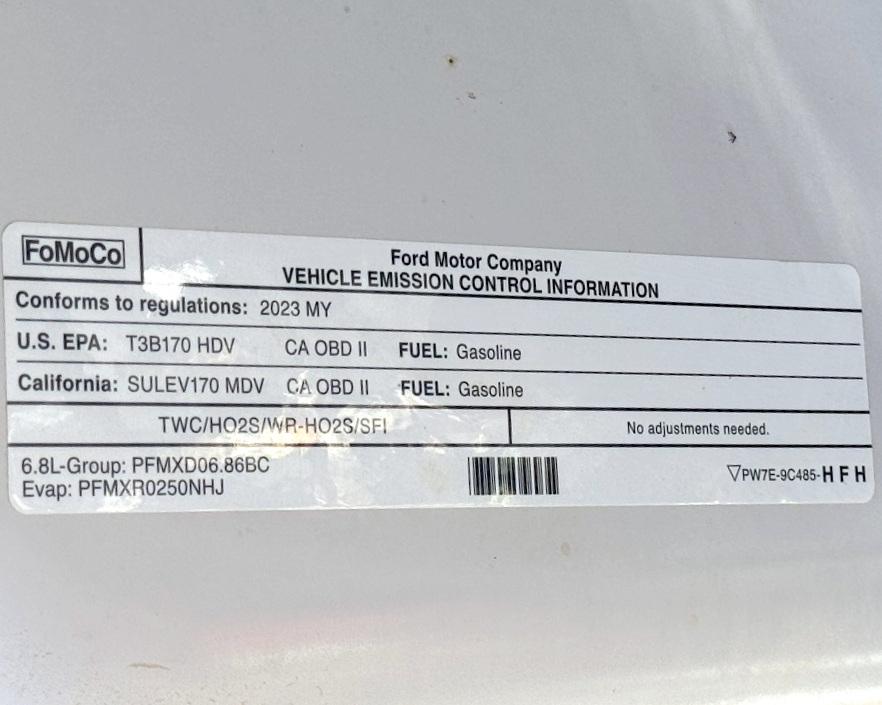 FoMoCo
Ford Motor Company
VEHICLE EMISSION CONTROL INFORMATION
Conforms to regulations: 2023 MY
U.S. EPA: T3B170 HDV CA OBD II FUEL: Gasoline
California: SULEV170 MDV CA OBD II FUEL: Gasoline
TWC/HO2S/WR-HO2S/SFI No adjustments needed.
6.8L-Group: PFMXD06.86BC
Evap: PFMXR0250NHJ
▽PW7E-9C485-H F H